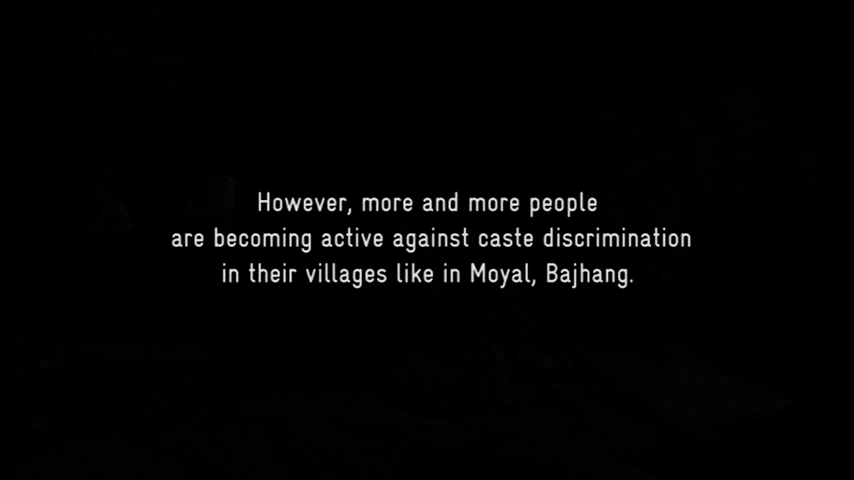 However, more and more people
are becoming active against caste discrimination
in their villages like in Moyal, Bajhang.